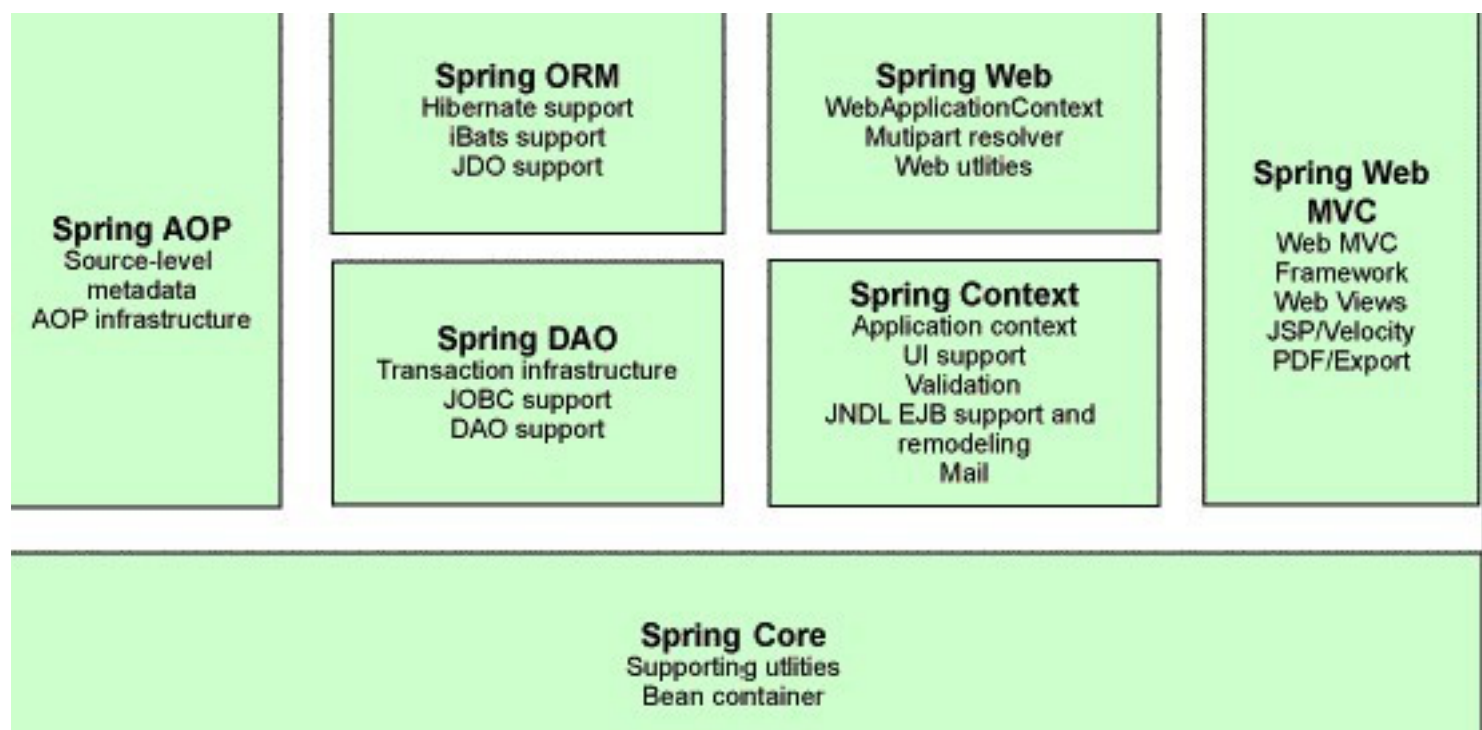 Spring AOP
Source-level
metadata
AOP infrastructure
Spring ORM
Hibernate support
iBats support
JDO support
Spring DAO
Transaction infrastructure
JOBC support
DAO support
Spring Web
WebApplicationContext
Mutipart resolver
Web utlities
Spring Context
Application context
UI support
Validation
JNDL EJB support and
remodeling
Mail
Spring Web
MVC
Web MVC
Framework
Web Views
JSP/Velocity
PDF/Export
Spring Core
Supporting utlities
Bean container